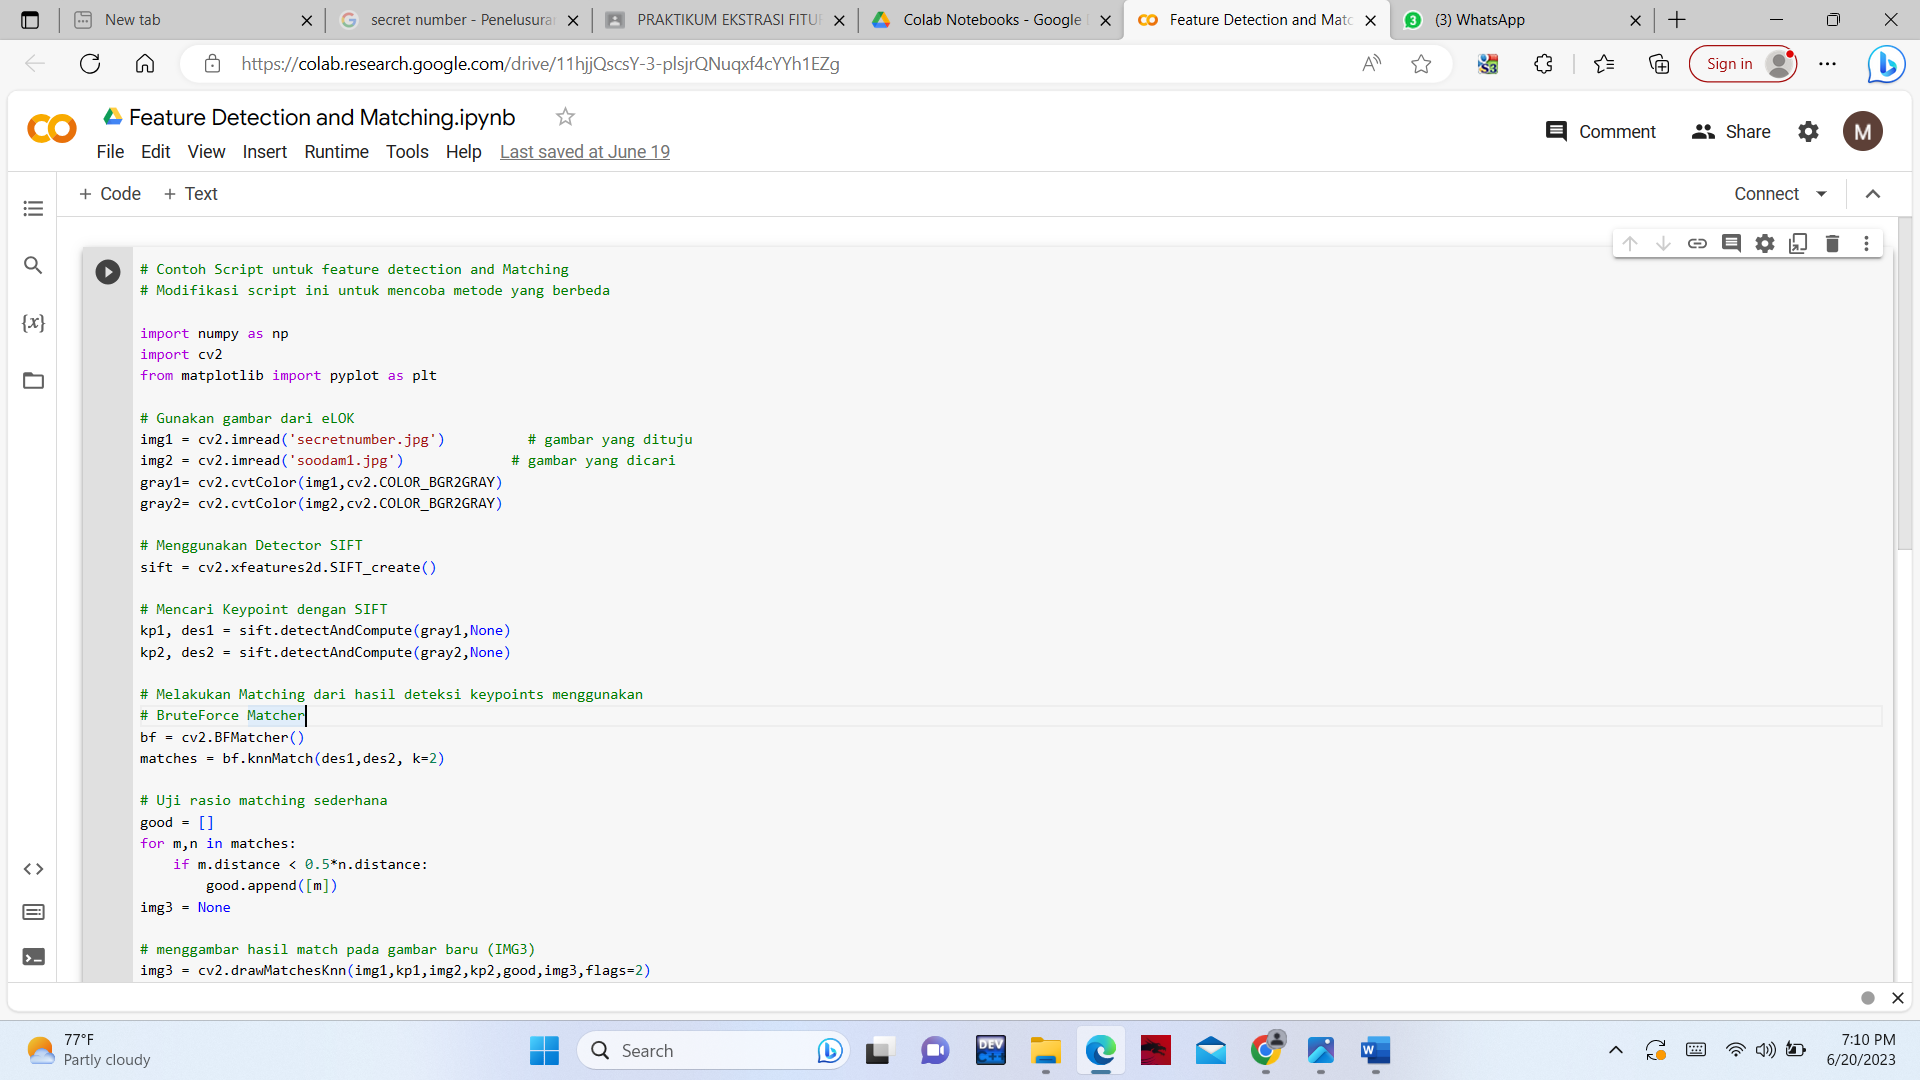 New tab
secret number - Penelusuran
PRAKTIKUM EKSTRASI FITUR
Colab Notebooks - Google
Feature Detection and Matc
(3) WhatsApp
https://colab.research.google.com/drive/11hjjQscsY-3-plsjrQNuqxf4cYYh1EZg
Sign in
Feature Detection and Matching.ipynb
File Edit View Insert Runtime Tools Help Last saved at June 19
Comment Share M
+ Code + Text
Connect
# Contoh Script untuk feature detection and Matching
# Modifikasi script ini untuk mencoba metode yang berbeda
import numpy as np
import cv2
from matplotlib import pyplot as plt
# Gunakan gambar dari eLOK
img1 = cv2.imread('secretnumber.jpg') # gambar yang dituju
img2 = cv2.imread('soodam1.jpg') # gambar yang dicari
gray1= cv2.cvtColor(img1,cv2.COLOR_BGR2GRAY)
gray2= cv2.cvtColor(img2,cv2.COLOR_BGR2GRAY)
# Menggunakan Detector SIFT
sift = cv2.xfeatures2d.SIFT_create()
# Mencari Keypoint dengan SIFT
kp1, des1 = sift.detectAndCompute(gray1,None)
kp2, des2 = sift.detectAndCompute(gray2,None)
# Melakukan Matching dari hasil deteksi keypoints menggunakan
# BruteForce Matcher
bf = cv2.BFMatcher()
matches = bf.knnMatch(des1,des2, k=2)
# Uji rasio matching sederhana
good = []
for m,n in matches:
if m.distance < 0.5*n.distance:
good.append([m])
img3 = None
# menggambar hasil match pada gambar baru (IMG3)
img3 = cv2.drawMatchesKnn(img1,kp1,img2,kp2,good,img3,flags=2)
77°F
Partly cloudy
Search
DEV C++
7:10 PM
6/20/2023